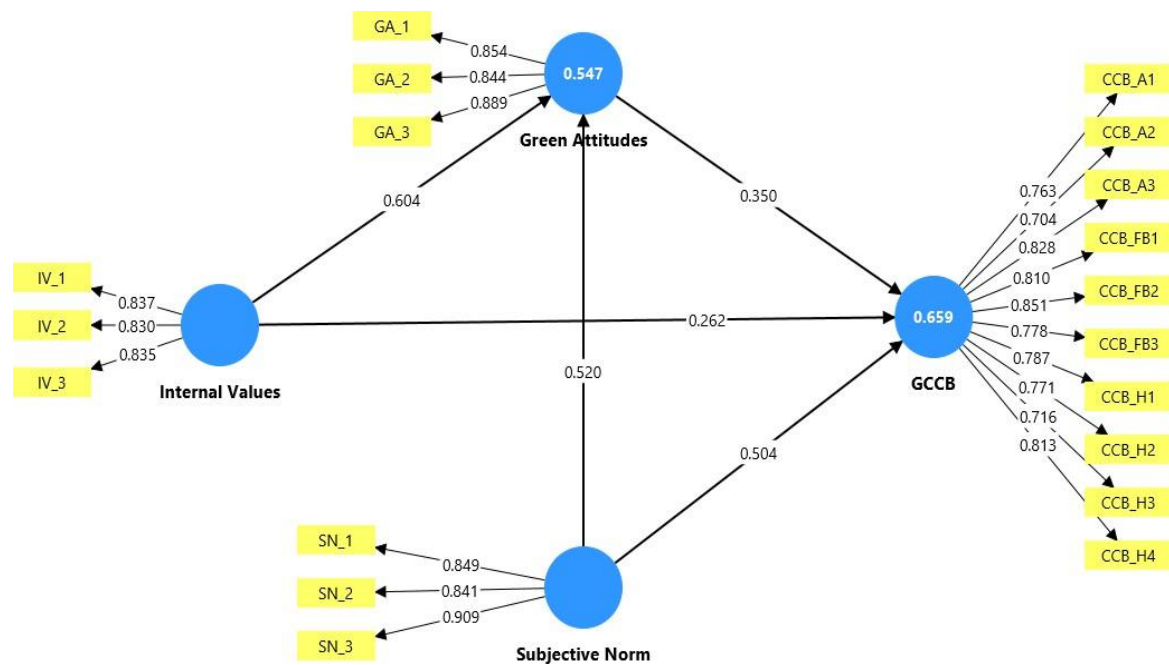 GA_1
0.854
GA_2
0.844
0.889
GA_3
0.547
Green Attitudes
CCB_A1
CCB_A2
CCB_A3
CCB_FB1
CCB_FB2
CCB_FB3
CCB_H1
CCB_H2
CCB_H3
CCB_H4
0.763
0.704
0.828
0.810
0.851
0.778
0.787
0.771
0.716
0.813
0.604
0.350
IV_1
0.837
IV_2
0.830
0.835
IV_3
Internal Values
0.262
0.659
GCCB
0.520
0.504
SN_1
0.849
SN_2
0.841
0.909
SN_3
Subjective Norm